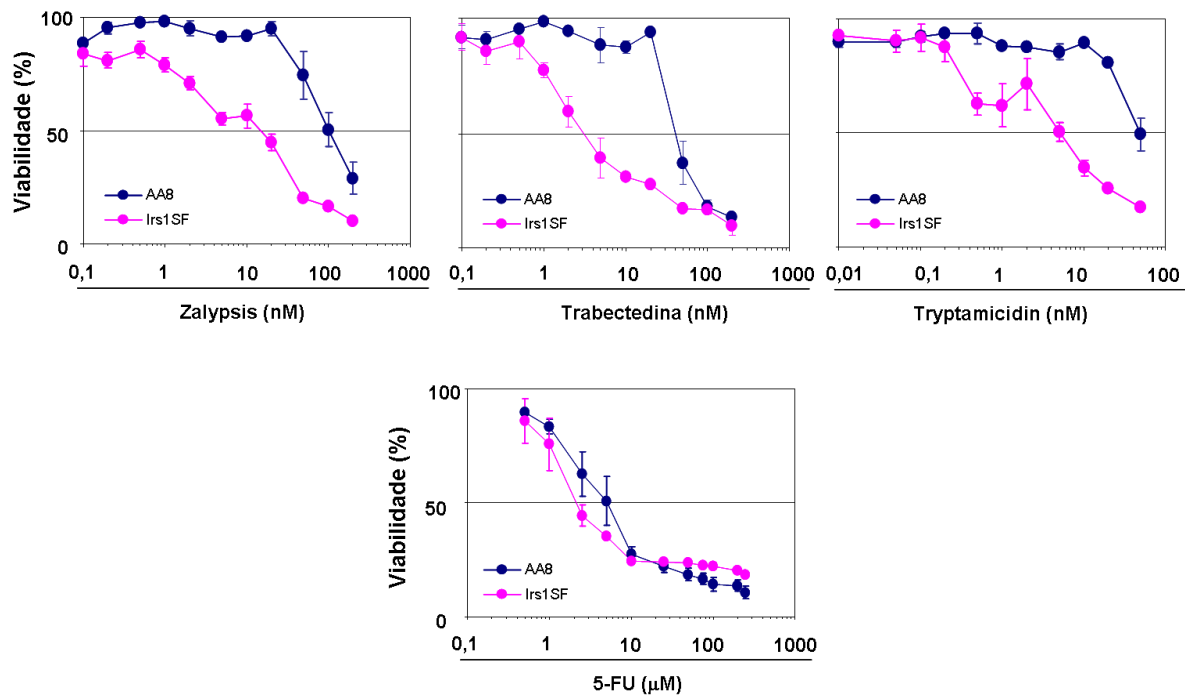 Viabilidade (%)
100
50
0
AA8
Irs1SF
0,1 1 10 100 1000
Zalypsis (nM)
AA8
Irs1SF
0,1 1 10 100 1000
Trabectedina (nM)
AA8
Irs1SF
0,01 0,1 1 10 100
Tryptamicidin (nM)
Viabilidade (%)
100
50
0
AA8
Irs1SF
0,1 1 10 100 1000
5-FU (μM)